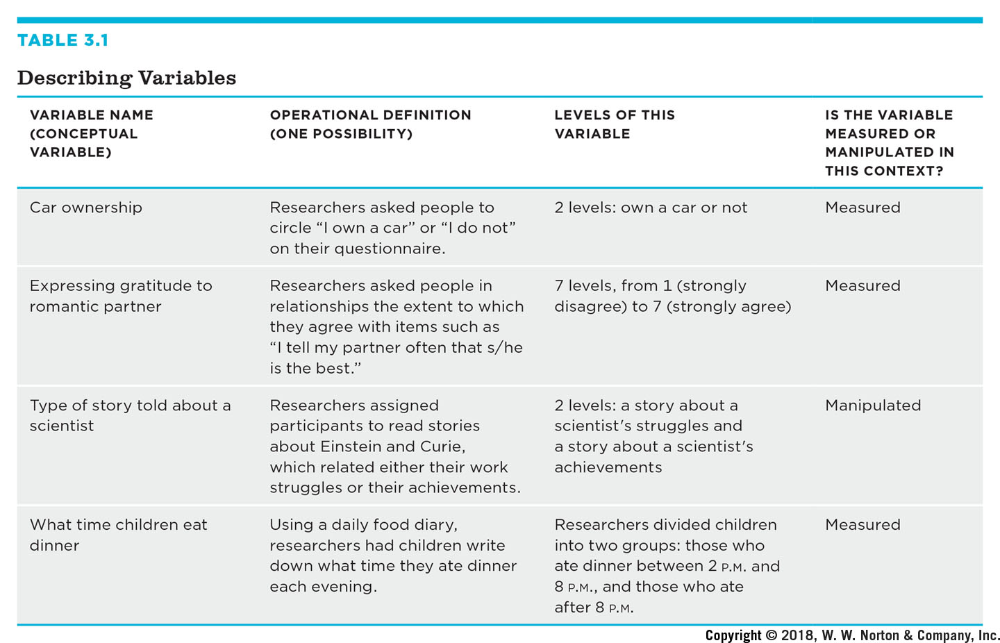 TABLE 3.1
Describing Variables
VARIABLE NAME
(CONCEPTUAL
VARIABLE)
OPERATIONAL DEFINITION
(ONE POSSIBILITY)
LEVELS OF THIS
VARIABLE
IS THE VARIABLE
MEASURED OR
MANIPULATED IN
THIS CONTEXT?
Car ownership
Researchers asked people to
circle “I own a car” or “I do not”
on their questionnaire.
2 levels: own a car or not
Measured
Expressing gratitude to
romantic partner
Researchers asked people in
relationships the extent to which
they agree with items such as
“I tell my partner often that s/he
is the best.”
7 levels, from 1 (strongly
disagree) to 7 (strongly agree)
Measured
Type of story told about a
scientist
Researchers assigned
participants to read stories
about Einstein and Curie,
which related either their work
struggles or their achievements.
2 levels: a story about a
scientist's struggles and
a story about a scientist's
achievements
Manipulated
What time children eat
dinner
Using a daily food diary,
researchers had children write
down what time they ate dinner
each evening.
Researchers divided children
into two groups: those who
ate dinner between 2 P.M. and
8 P.M., and those who ate
after 8 P.M.
Measured
Copyright © 2018, W. W. Norton & Company, Inc.